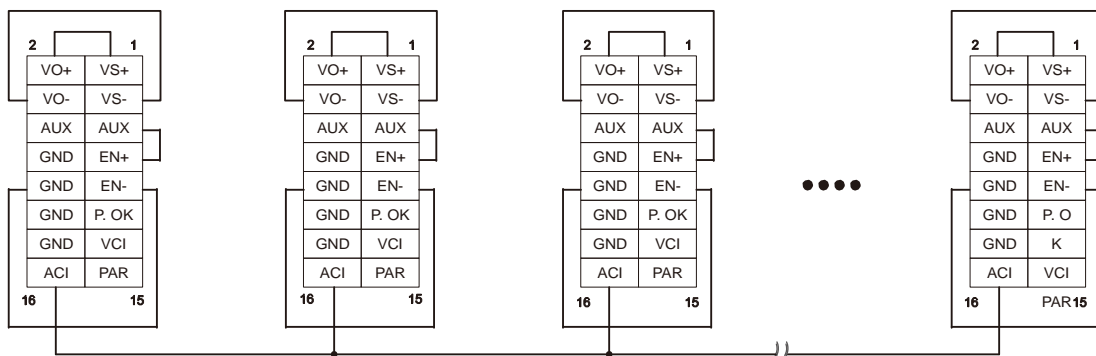 2 1 2 1 2 1 2 1
VO+ VS+ VO+ VS+ VO+ VS+ VO+ VS+
VO- VS- VO- VS- VO- VS- VO- VS-
AUX AUX AUX AUX AUX AUX AUX AUX
GND EN+ GND EN+ GND EN+ GND EN+
GND EN- GND EN- GND EN- GND EN-
GND P. OK GND P. OK GND P. OK GND P. O
GND VCI GND VCI GND VCI GND K
ACI PAR ACI PAR ACI PAR ACI VCI
16 15 16 15 16 15 16 PAR15